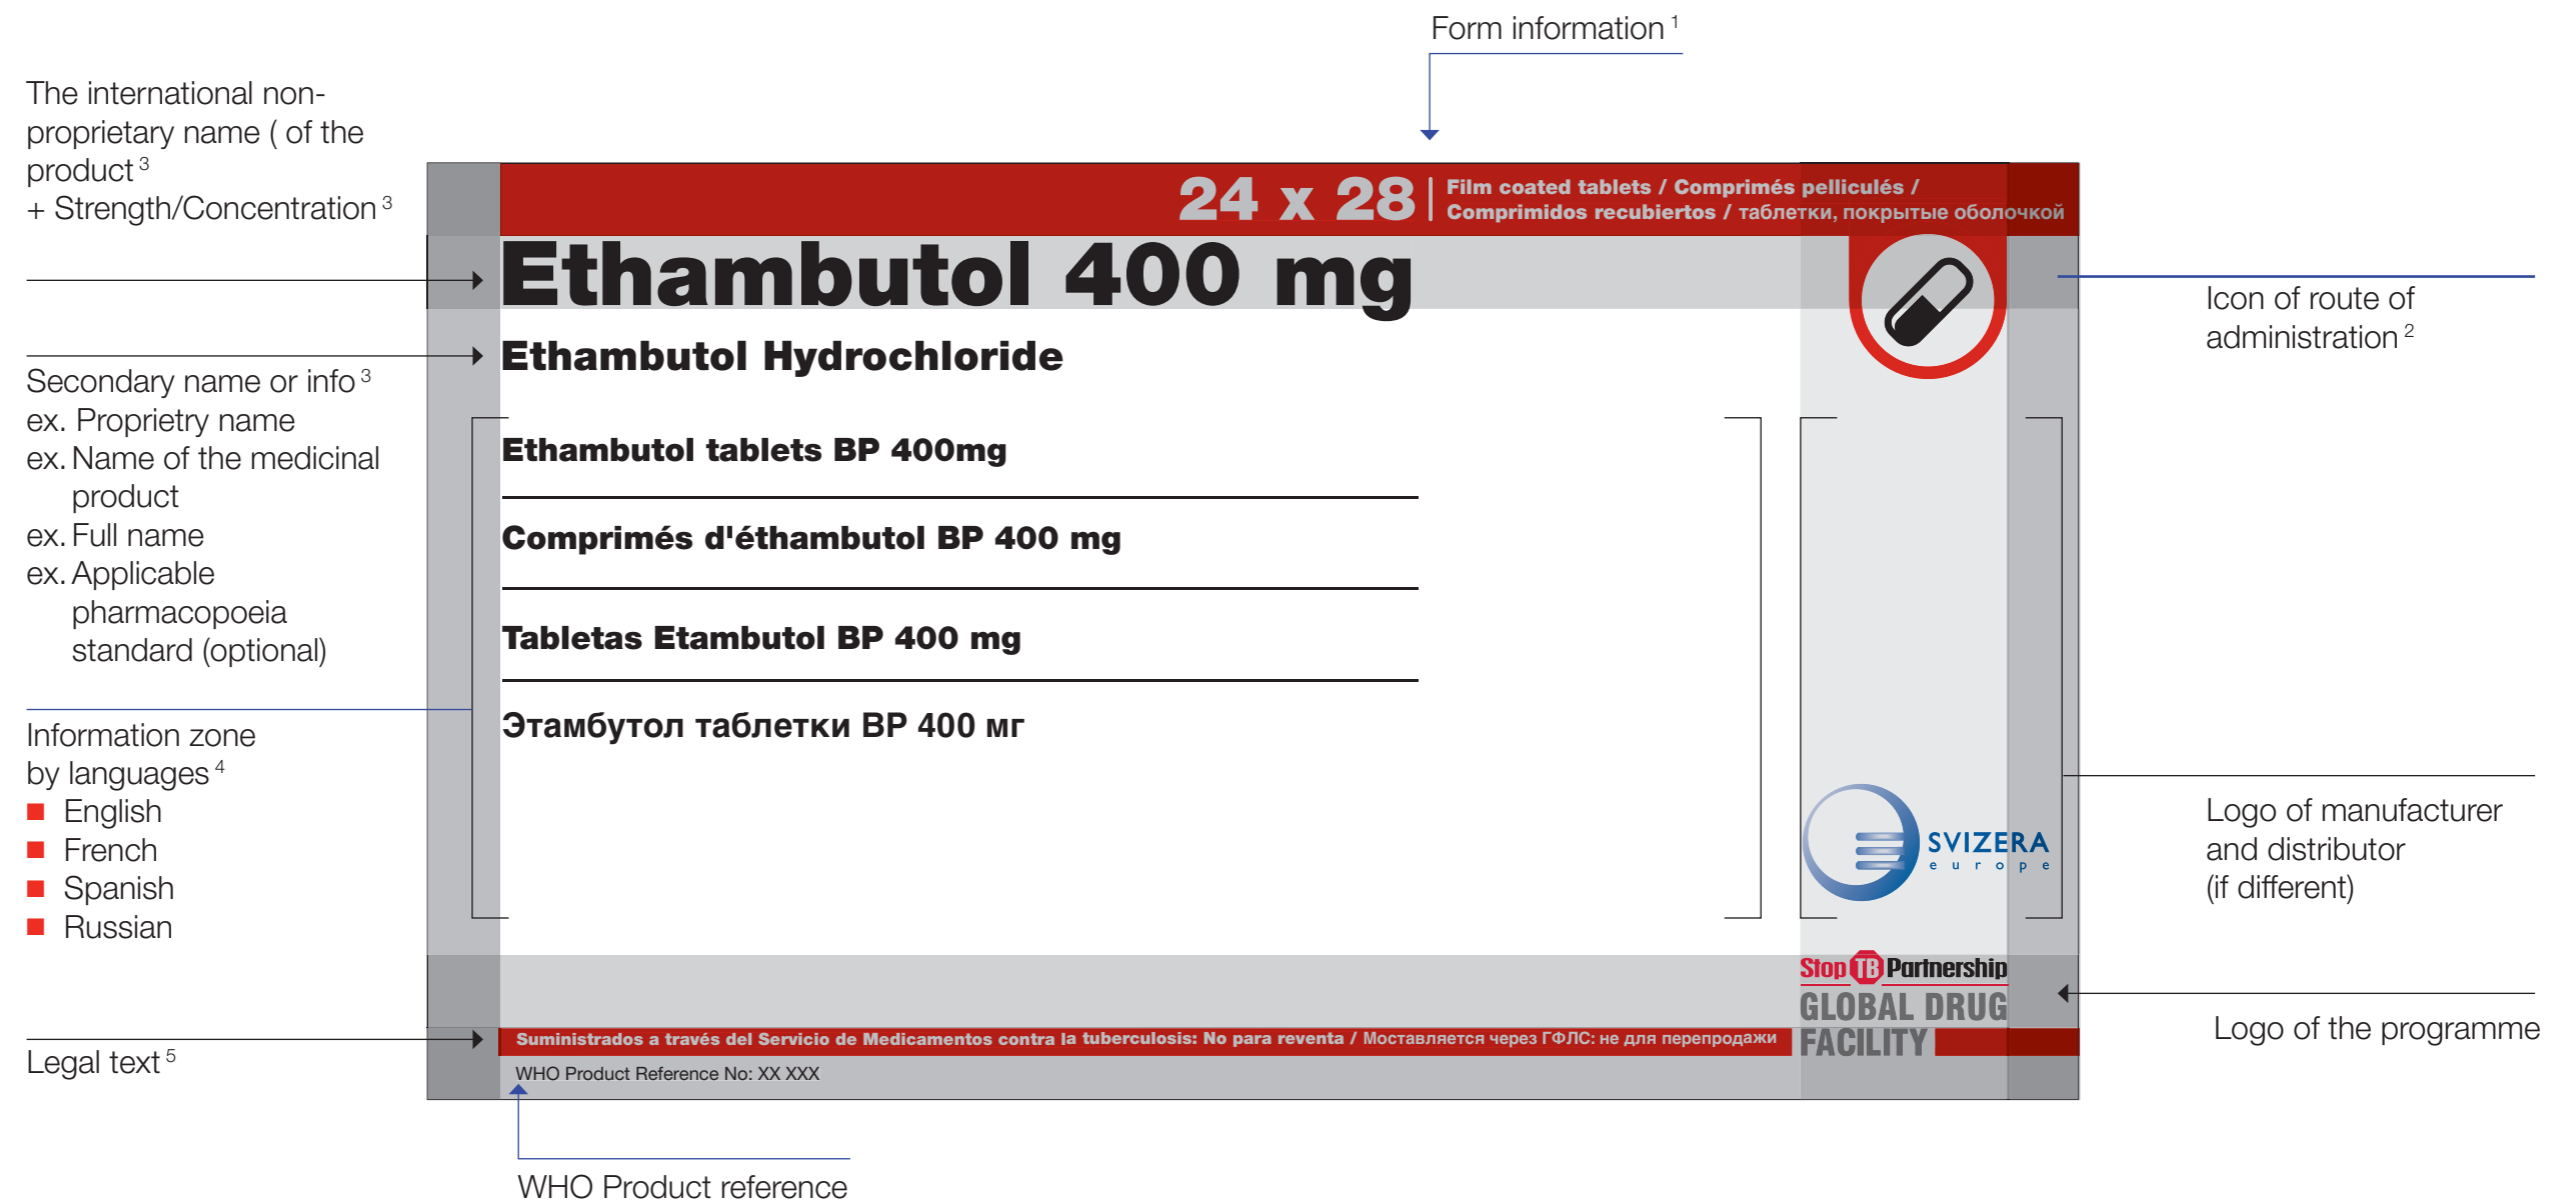 Form information 1
The international non-
proprietary name ( of the
product 3
+ Strength/Concentration 3
24 x 28
Film coated tablets / Comprimés pelliculés /
Comprimidos recubiertos / таблетки, покрытые оболочкой
Ethambutol 400 mg
Icon of route of
administration 2
Ethambutol Hydrochloride
Secondary name or info 3
ex. Proprietry name
ex. Name of the medicinal
product
ex. Full name
ex. Applicable
pharmacopoeia
standard (optional)
Ethambutol tablets BP 400mg
Comprimés d'éthambutol BP 400 mg
Tabletas Etambutol BP 400 mg
Этамбутол таблетки BP 400 мг
Information zone
by languages 4
English
French
Spanish
Russian
SVIZERA
europe
Logo of manufacturer
and distributor
(if different)
Stop TB Partnership
GLOBAL DRUG
FACILITY
Logo of the programme
Legal text 5
Suministrados a través del Servicio de Medicamentos contra la tuberculosis: No para reventa / Моставляется через ГФЛС: не для перепродажи
WHO Product Reference No: XX XXX
WHO Product reference